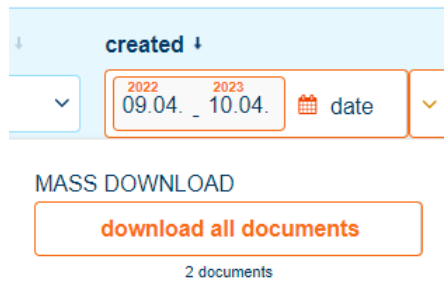 created
2022 2023
09.04. - 10.04. date
MASS DOWNLOAD
download all documents
2 documents